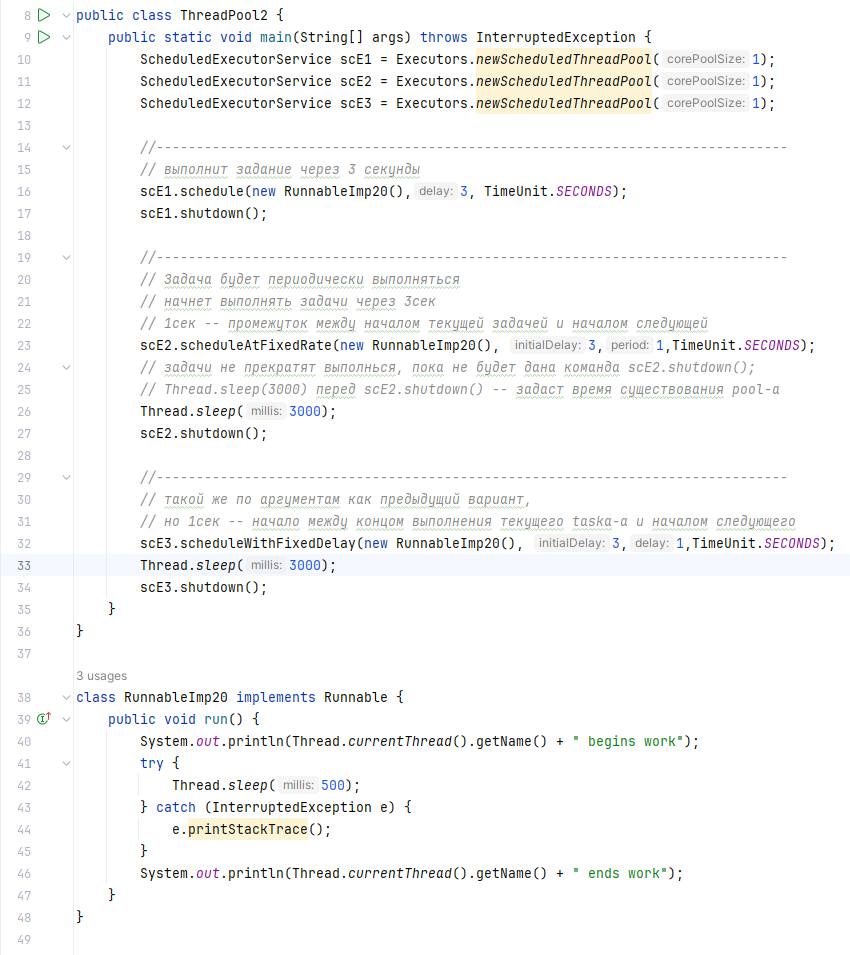 8 public class ThreadPool2 {
9 public static void main(String[] args) throws InterruptedException {
10 ScheduledExecutorService scE1 = Executors.newScheduledThreadPool( corePoolSize: 1);
11 ScheduledExecutorService scE2 = Executors.newScheduledThreadPool( corePoolSize: 1);
12 ScheduledExecutorService scE3 = Executors.newScheduledThreadPool( corePoolSize: 1);
13
14 //-------------------------------------------------------------------------------
15 // выполнит задание через 3 секунды
16 scE1.schedule(new RunnableImp20(), delay: 3, TimeUnit.SECONDS);
17 scE1.shutdown();
18
19 //-------------------------------------------------------------------------------
20 // Задача будет периодически выполняться
21 // начнет выполнять задачи через 3сек
22 // 1сек -- промежуток между началом текущей задачей и началом следующей
23 scE2.scheduleAtFixedRate(new RunnableImp20(), initialDelay: 3, period: 1,TimeUnit.SECONDS);
24 // задачи не прекратят выполнься, пока не будет дана команда scE2.shutdown();
25 // Thread.sleep(3000) перед scE2.shutdown() -- задаст время существования pool-а
26 Thread.sleep( millis: 3000);
27 scE2.shutdown();
28
29 //-------------------------------------------------------------------------------
30 // такой же по аргументам как предыдущий вариант,
31 // но 1сек -- начало между концом выполнения текущего taska-а и началом следующего
32 scE3.scheduleWithFixedDelay(new RunnableImp20(), initialDelay: 3, delay: 1,TimeUnit.SECONDS);
33 Thread.sleep( millis: 3000);
34 scE3.shutdown();
35 }
36 }
37
3 usages
38 class RunnableImp20 implements Runnable {
39 public void run() {
40 System.out.println(Thread.currentThread().getName() + " begins work");
41 try {
42 Thread.sleep( millis: 500);
43 } catch (InterruptedException e) {
44 e.printStackTrace();
45 }
46 System.out.println(Thread.currentThread().getName() + " ends work");
47 }
48 }
49